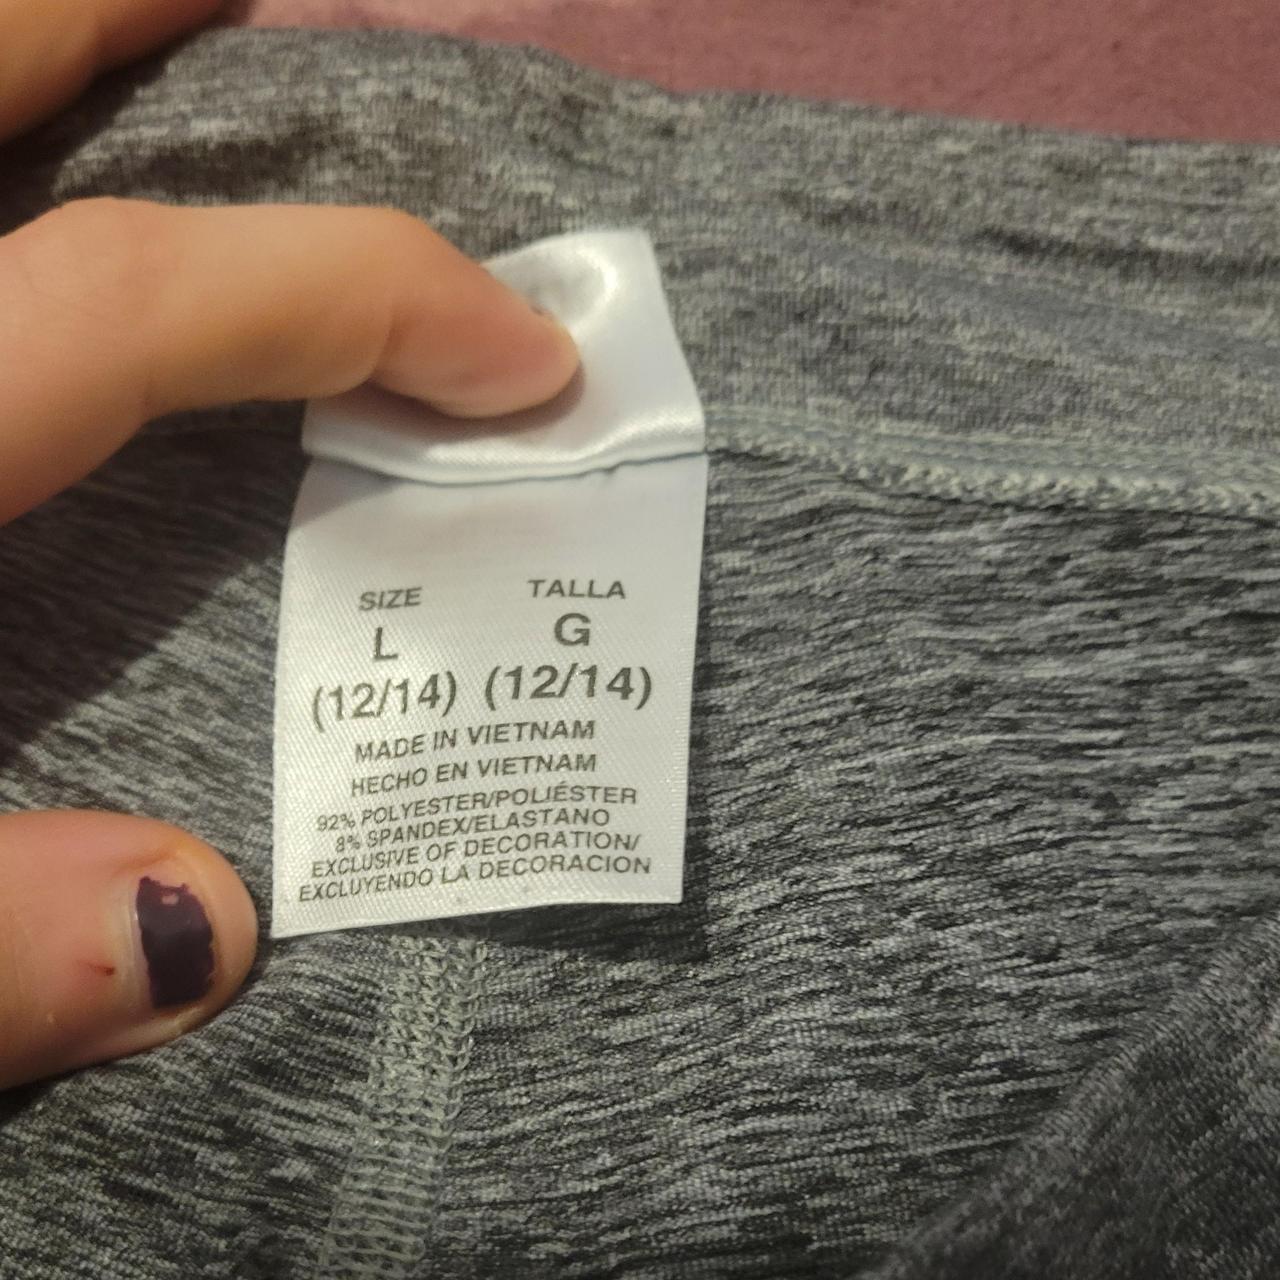 SIZE TALLA
L G
(12/14) (12/14)
MADE IN VIETNAM
HECHO EN VIETNAM
92% POLYESTER/POLIÉSTER
8% SPANDEX/ELASTANO
EXCLUSIVE OF DECORATION/
EXCLUYENDO LA DECORACION